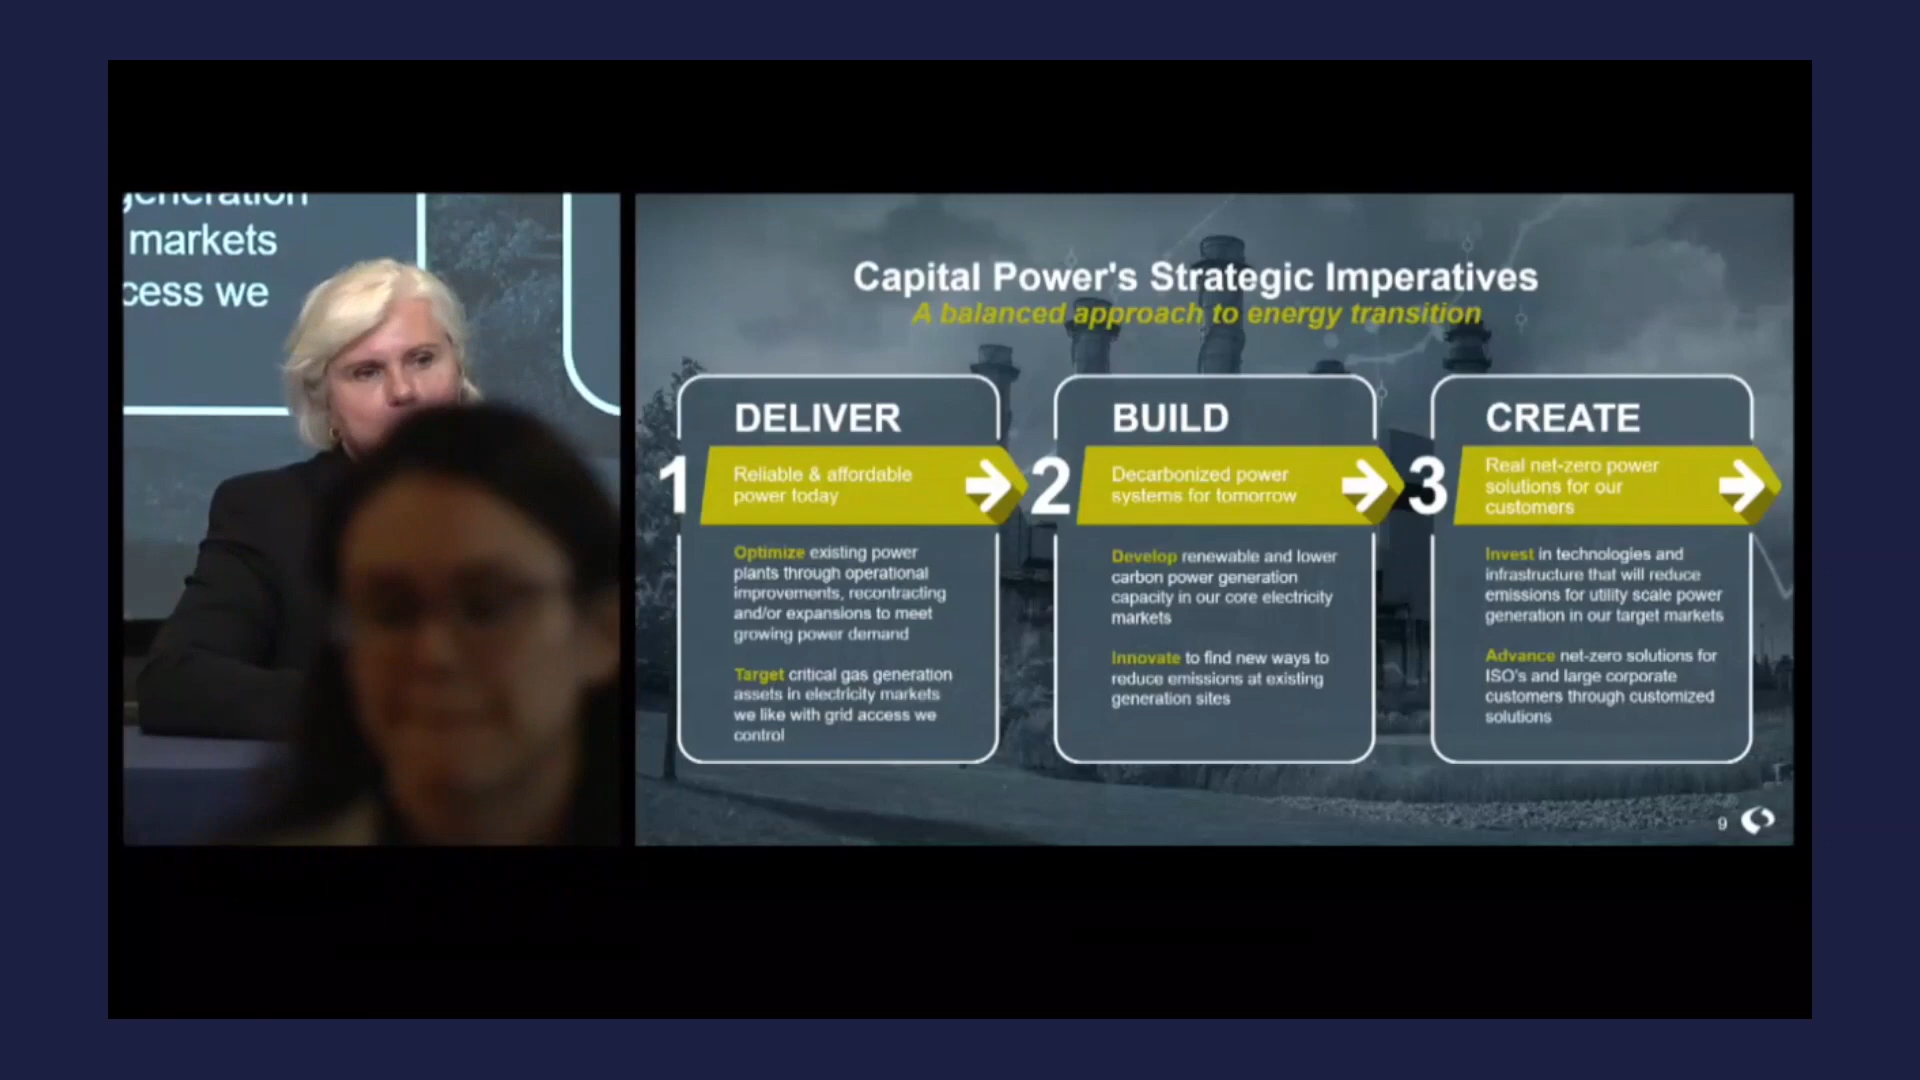 generation
markets
cess we
Capital Power's Strategic Imperatives
A balanced approach to energy transition
DELIVER
1
Reliable & affordable
power today
Optimize existing power
plants through operational
improvements, recontracting
and/or expansions to meet
growing power demand
Target critical gas generation
assets in electricity markets
we like with grid access we
control
BUILD
2
Decarbonized power
systems for tomorrow
Develop renewable and lower
carbon power generation
capacity in our core electricity
markets
Innovate to find new ways to
reduce emissions at existing
generation sites
CREATE
3
Real net-zero power
solutions for our
customers
Invest in technologies and
infrastructure that will reduce
emissions for utility scale power
generation in our target markets
Advance net-zero solutions for
ISO's and large corporate
customers through customized
solutions
9